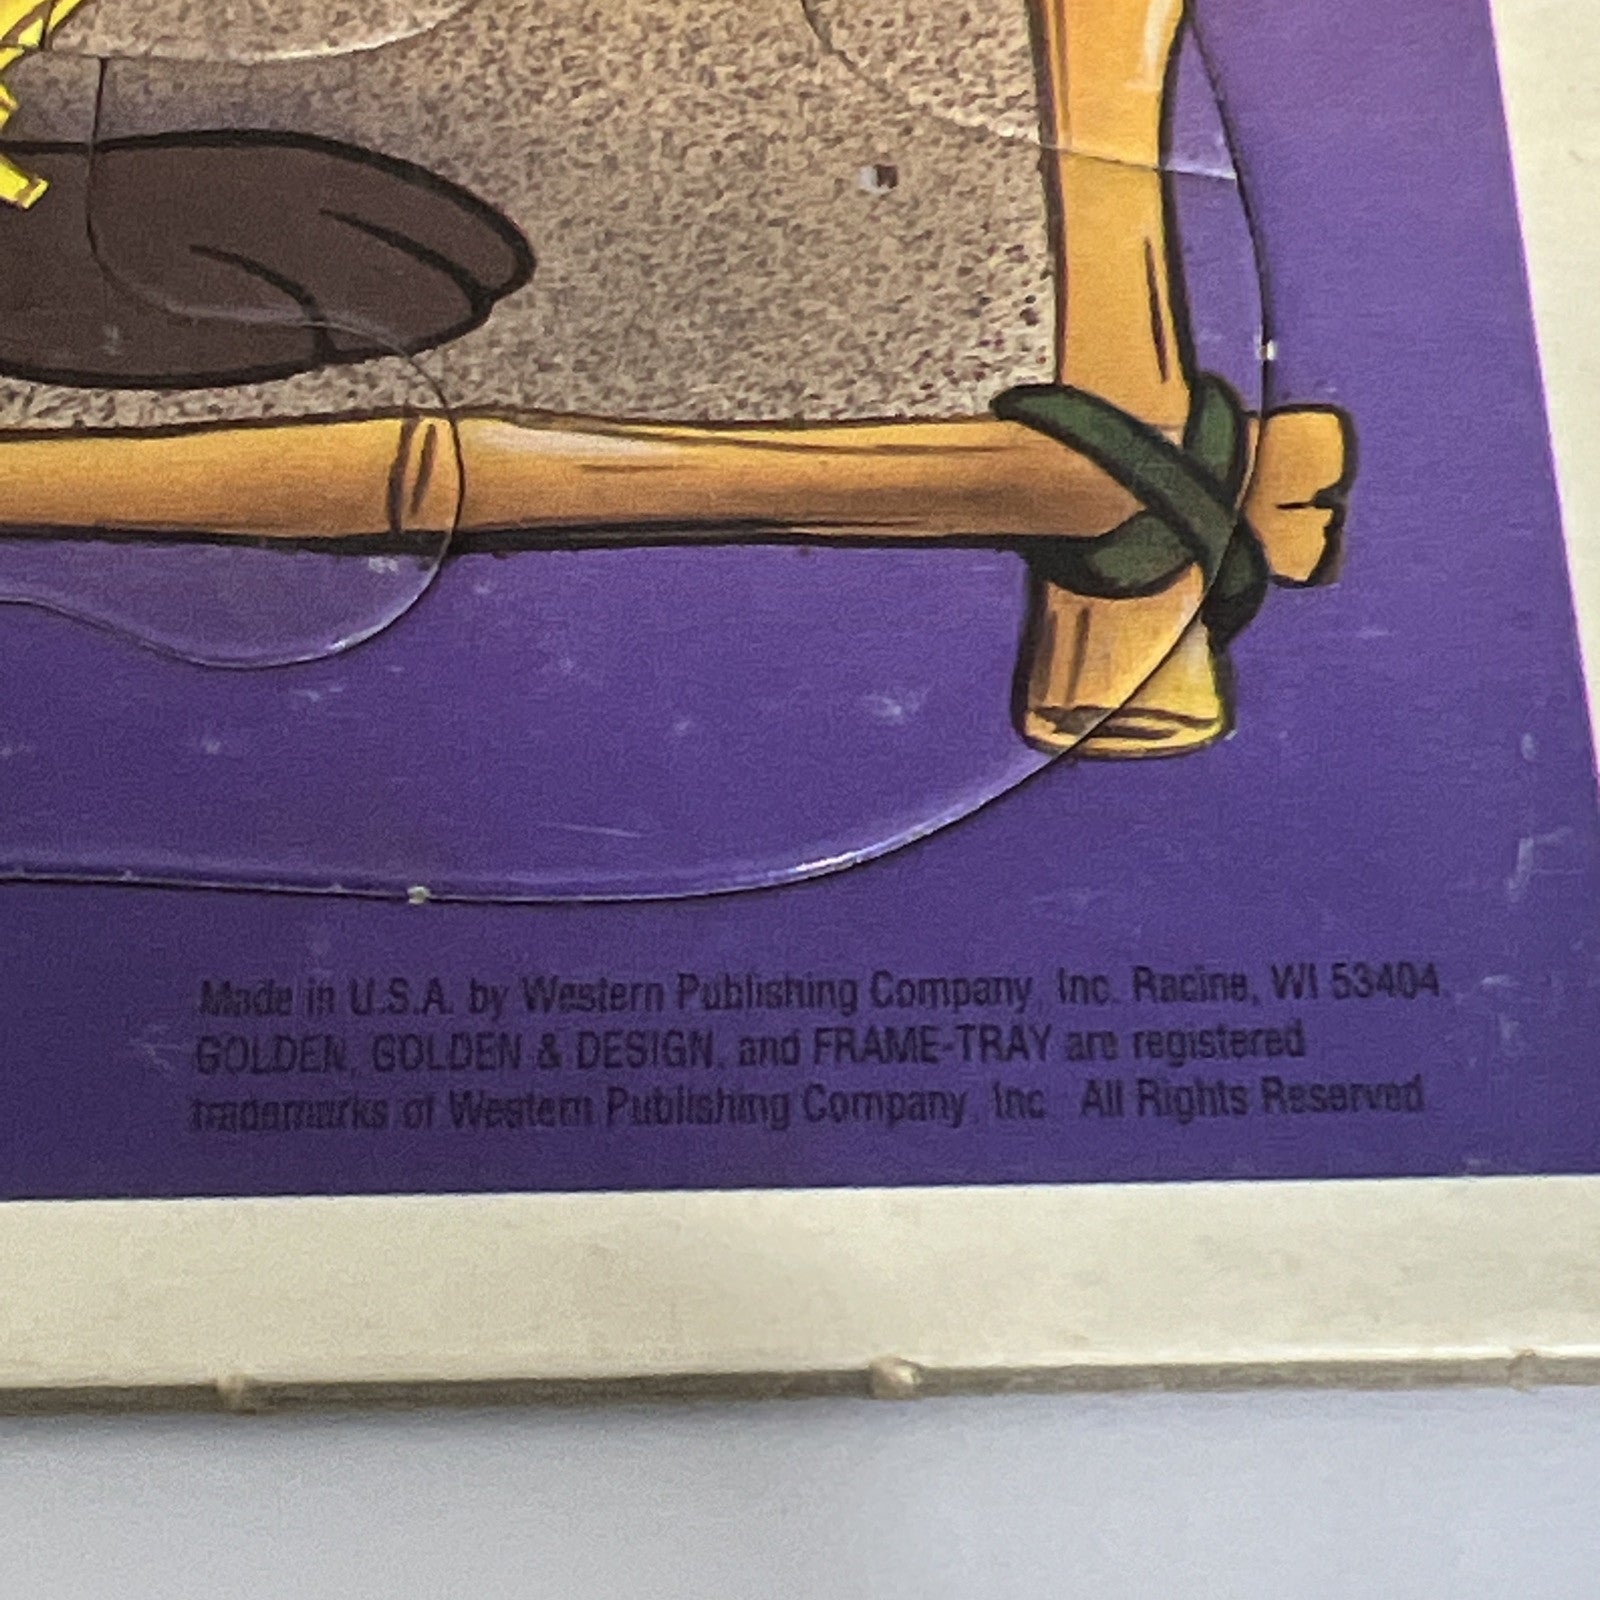 Made in U.S.A. by Western Publishing Company, Inc. Racine, WI 53404.
GOLDEN, GOLDEN & DESIGN, and FRAME-TRAY are registered
trademarks of Western Publishing Company, Inc. All Rights Reserved